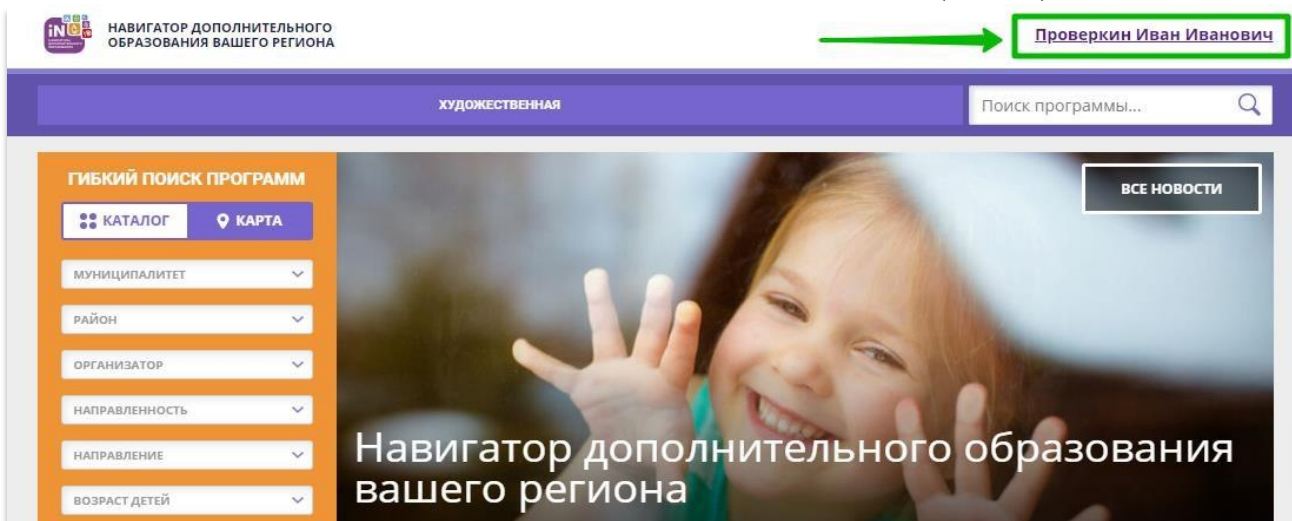 iNO
НАВИГАТОР ДОПОЛНИТЕЛЬНОГО
ОБРАЗОВАНИЯ ВАШЕГО РЕГИОНА
Проверкин Иван Иванович
ХУДОЖЕСТВЕННАЯ
Поиск программы...
ГИБКИЙ ПОИСК ПРОГРАММ
КАТАЛОГ
КАРТА
ВСЕ НОВОСТИ
МУНИЦИПАЛИТЕТ
РАЙОН
ОРГАНИЗАТОР
НАПРАВЛЕННОСТЬ
НАПРАВЛЕНИЕ
ВОЗРАСТ ДЕТЕЙ
Навигатор дополнительного образования
вашего региона